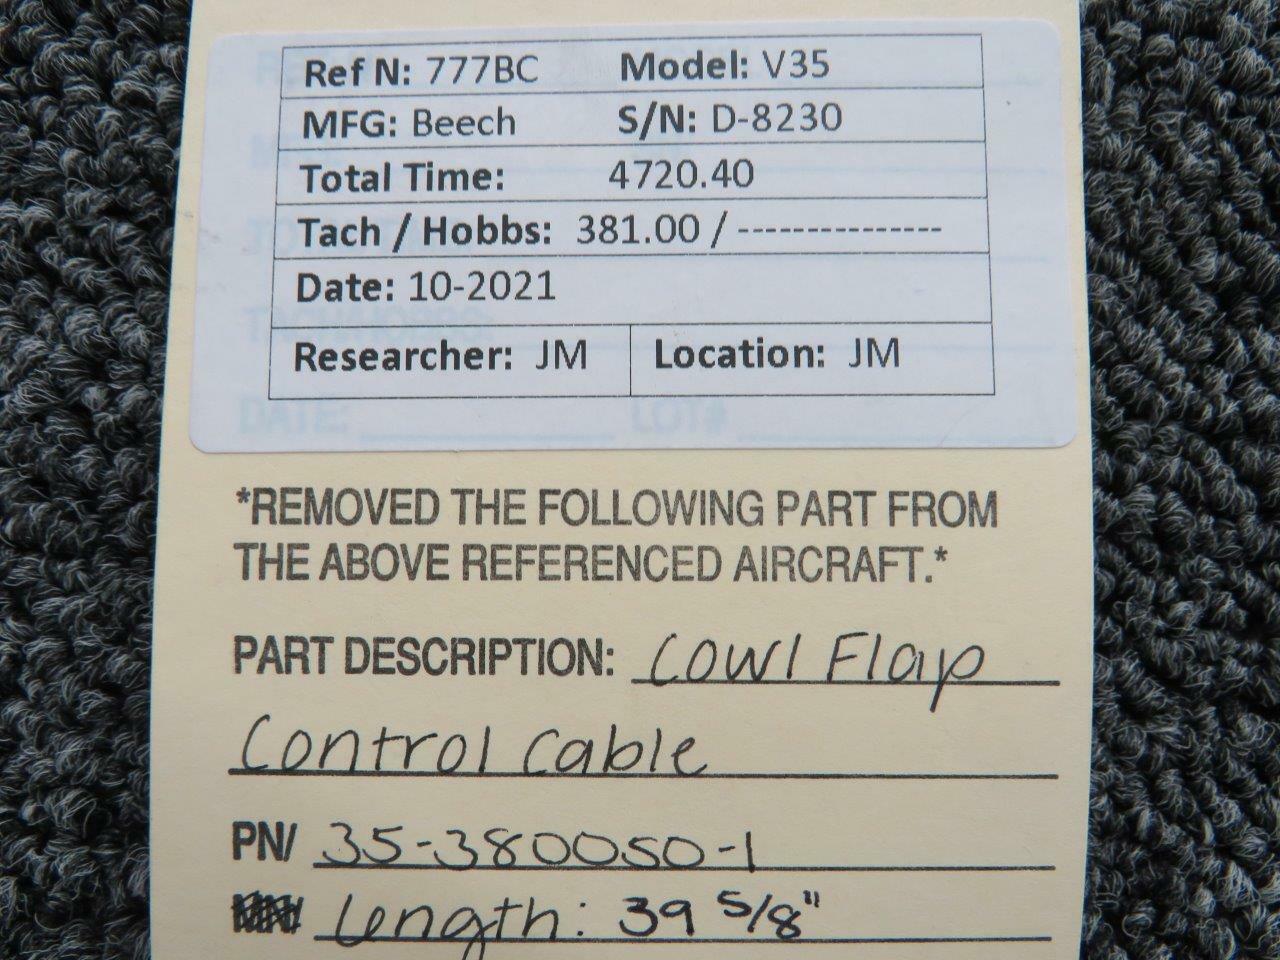 Ref N: 777BC Model: V35
MFG: Beech S/N: D-8230
Total Time: 4720.40
Tach / Hobbs: 381.00 / ---------------
Date: 10-2021
Researcher: JM Location: JM
DATE: LOT#
*REMOVED THE FOLLOWING PART FROM
THE ABOVE REFERENCED AIRCRAFT.*
PART DESCRIPTION: Cowl Flap
Control Cable
PN/ 35-380050-1
Length: 39 5/8"